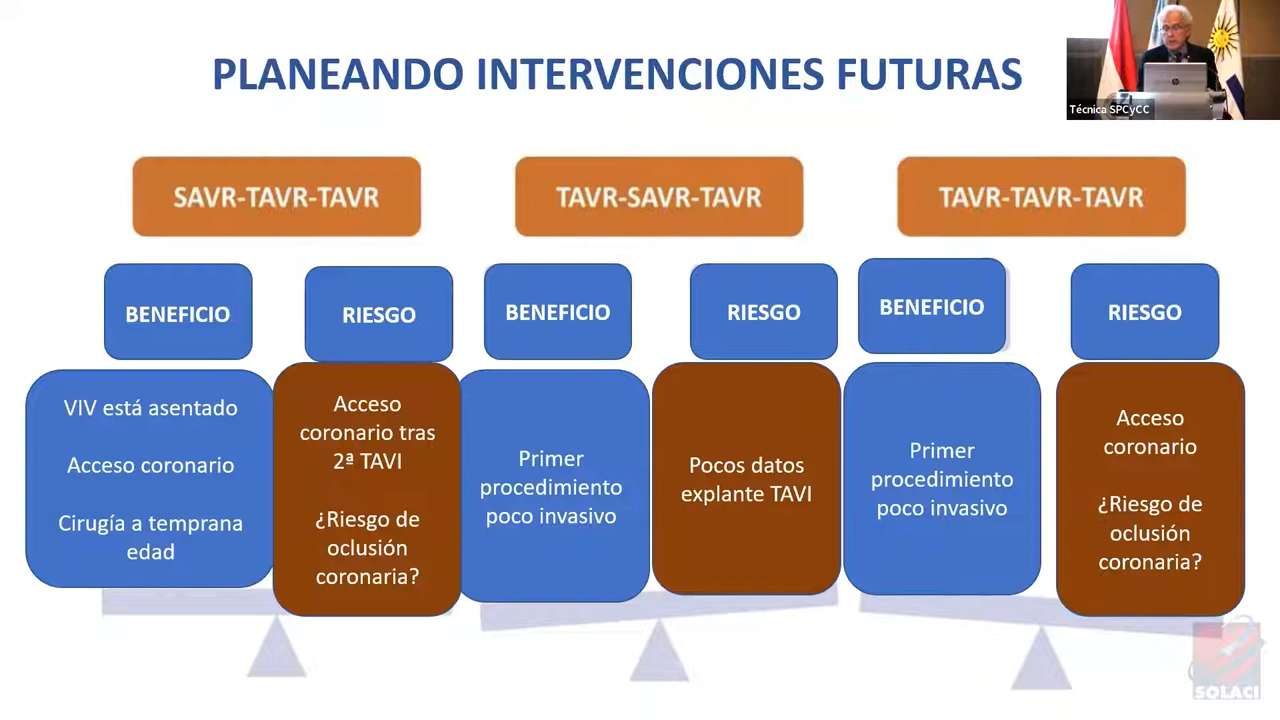 PLANEANDO INTERVENCIONES FUTURAS
Técnica SPCyCC
SAVR-TAVR-TAVR
BENEFICIO
RIESGO
VIV está asentado
Acceso coronario
Cirugía a temprana
edad
Acceso
coronario tras
2ª TAVI
¿Riesgo de
oclusión
coronaria?
TAVR-SAVR-TAVR
BENEFICIO
RIESGO
Primer
procedimiento
poco invasivo
Pocos datos
explante TAVI
TAVR-TAVR-TAVR
BENEFICIO
RIESGO
Primer
procedimiento
poco invasivo
Acceso
coronario
¿Riesgo de
oclusión
coronaria?
SOLACI